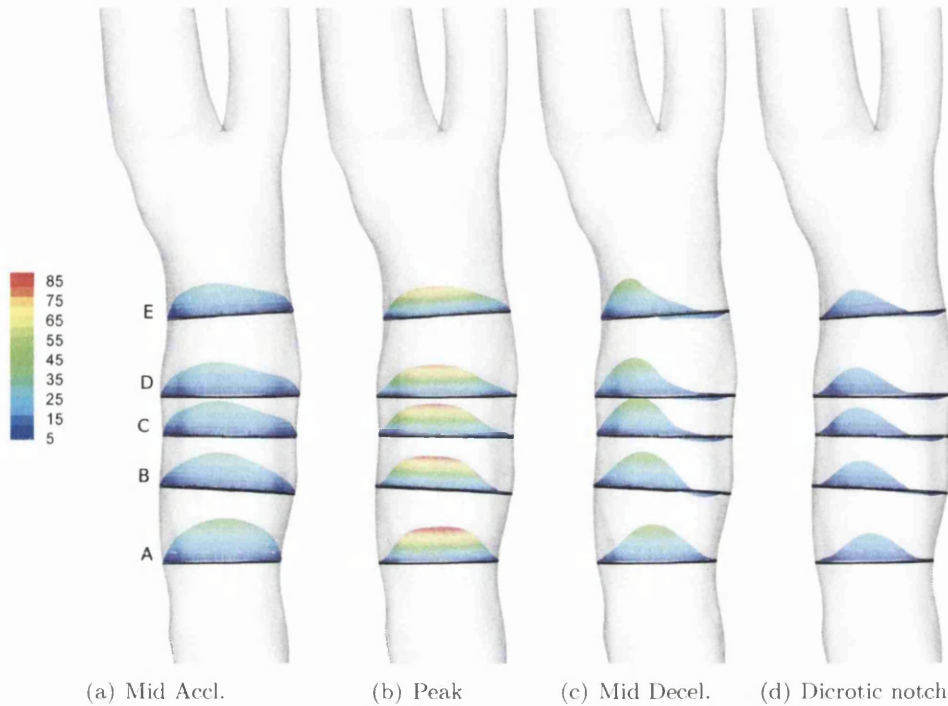 85
75
65
55
45
35
25
15
5
E
D
C
B
A
(a) Mid Accl.
(b) Peak
(c) Mid Decel.
(d) Dicrotic notch